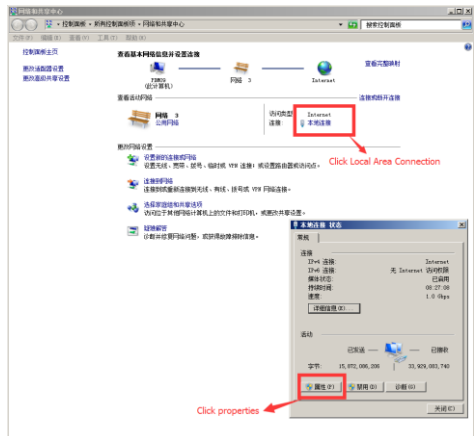 网络和共享中心
控制面板 ▸ 所有控制面板项 ▸ 网络和共享中心
搜索控制面板
文件(F) 编辑(E) 查看(V) 工具(T) 帮助(H)
控制面板主页
更改适配器设置
更改高级共享设置
查看基本网络信息并设置连接
查看完整映射
(此计算机)
网络 3
Internet
查看活动网络
连接或断开连接
网络 3
公用网络
访问类型: Internet
连接: 本地连接
Click Local Area Connection
更改网络设置
设置新的连接或网络
设置无线、宽带、拨号、临时或 VPN 连接；或设置路由器或访问点。
连接到网络
连接到或重新连接到无线、有线、拨号或 VPN 网络连接。
选择家庭组和共享选项
访问位于其他网络计算机上的文件和打印机，或更改共享设置。
疑难解答
诊断并修复网络问题，或获得故障排除信息。
本地连接 状态
常规
连接
IPv4 连接: Internet
IPv6 连接: 无 Internet 访问权限
媒体状态: 已启用
持续时间: 08:27:08
速度: 1.0 Gbps
详细信息(E)...
活动
已发送 — — 已接收
字节: 15,072,006,206 | 33,929,083,740
属性(P) 禁用(D) 诊断(G)
Click properties
关闭(C)